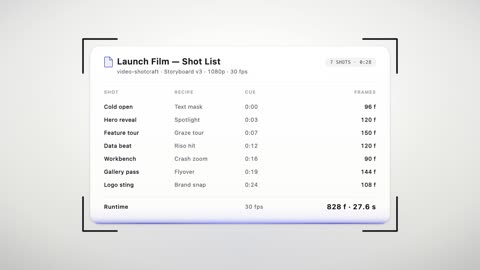 Launch Film — Shot List
video-shotcraft · Storyboard v3 · 1080p · 30 fps
7 SHOTS · 0:28
SHOT RECIPE CUE FRAMES
Cold open Text mask 0:00 96 f
Hero reveal Spotlight 0:03 120 f
Feature tour Graze tour 0:07 150 f
Data beat Riso hit 0:12 120 f
Workbench Crash zoom 0:16 90 f
Gallery pass Flyover 0:19 144 f
Logo sting Brand snap 0:24 108 f
Runtime 30 fps 828 f · 27.6 s